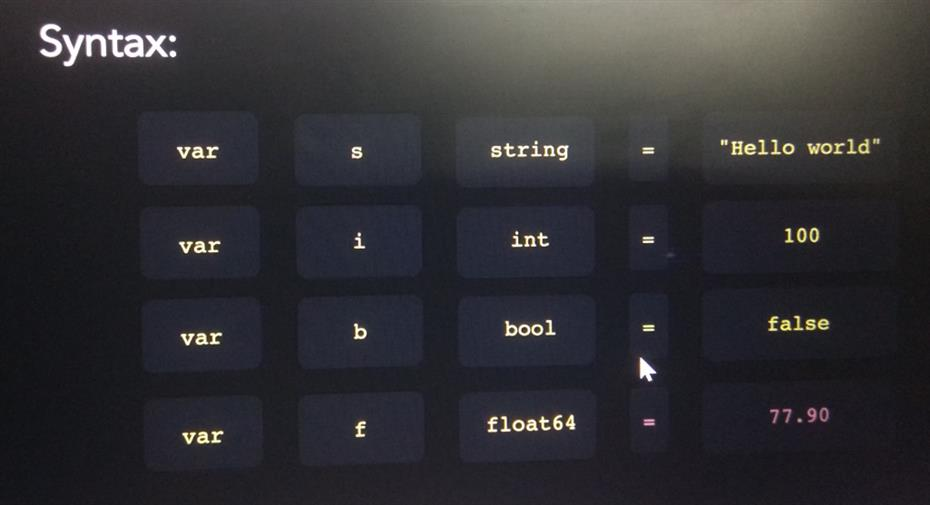 Syntax:
var s string = "Hello world"
var i int = 100
var b bool = false
var f float64 = 77.90